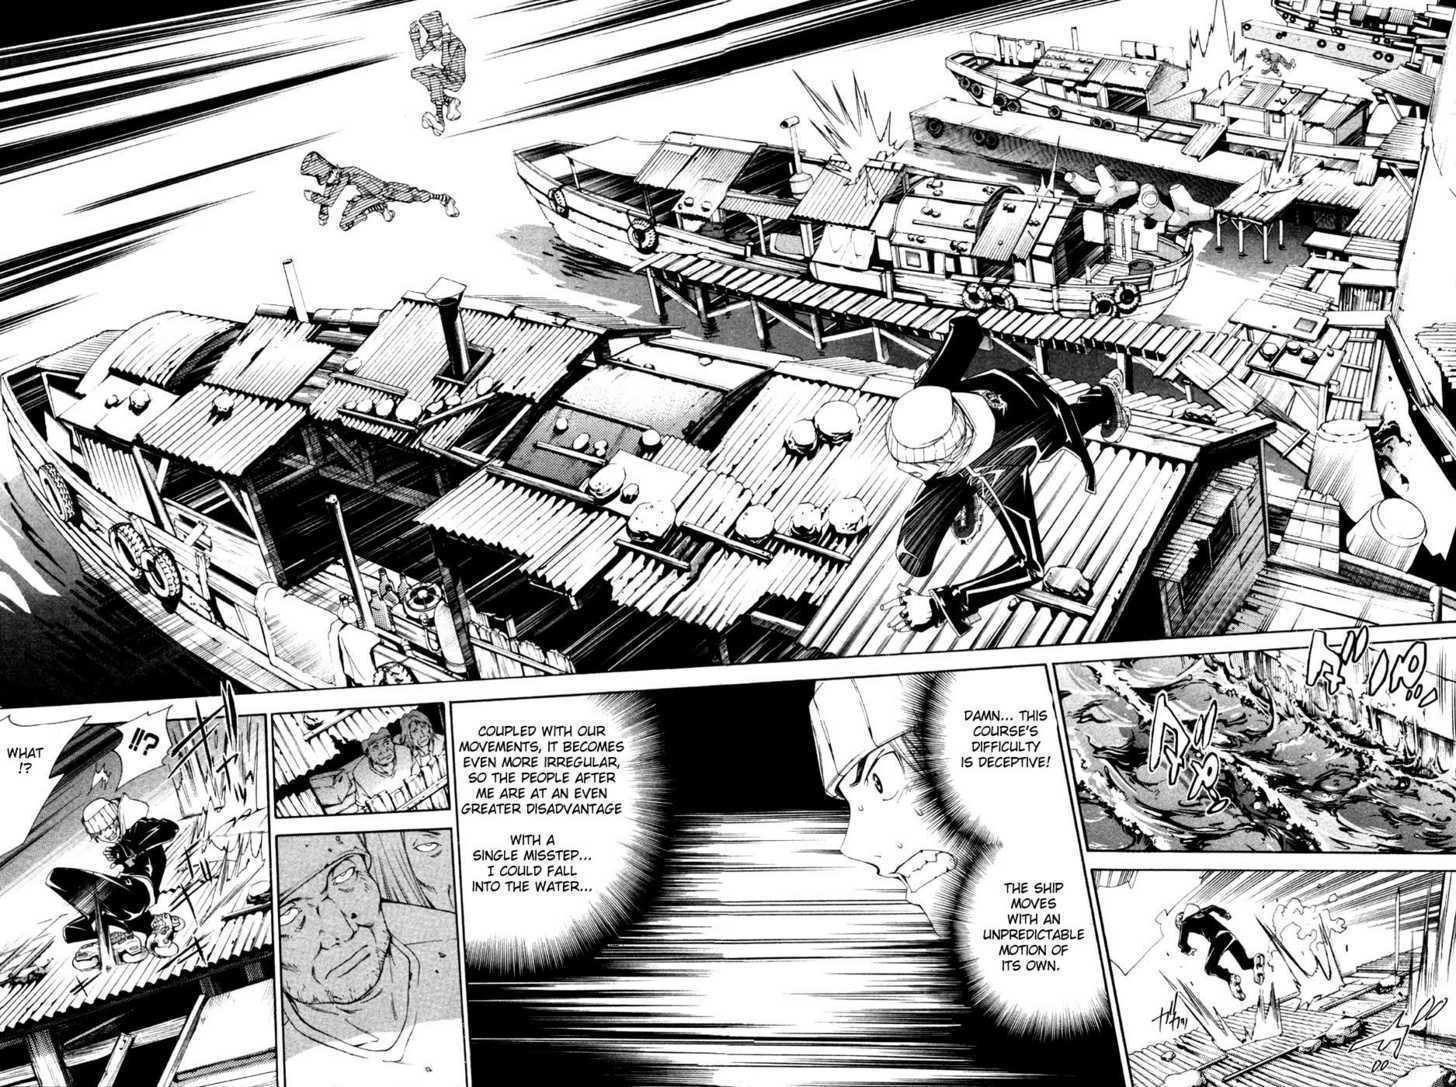 DAMN... THIS
COURSE'S
DIFFICULTY
IS DECEPTIVE!
THE SHIP
MOVES
WITH AN
UNPREDICTABLE
MOTION OF
ITS OWN.
COUPLED WITH OUR
MOVEMENTS, IT BECOMES
EVEN MORE IRREGULAR,
SO THE PEOPLE AFTER
ME ARE AT AN EVEN
GREATER DISADVANTAGE
WITH A
SINGLE MISSTEP...
I COULD FALL
INTO THE WATER...
!!?
WHAT
!?